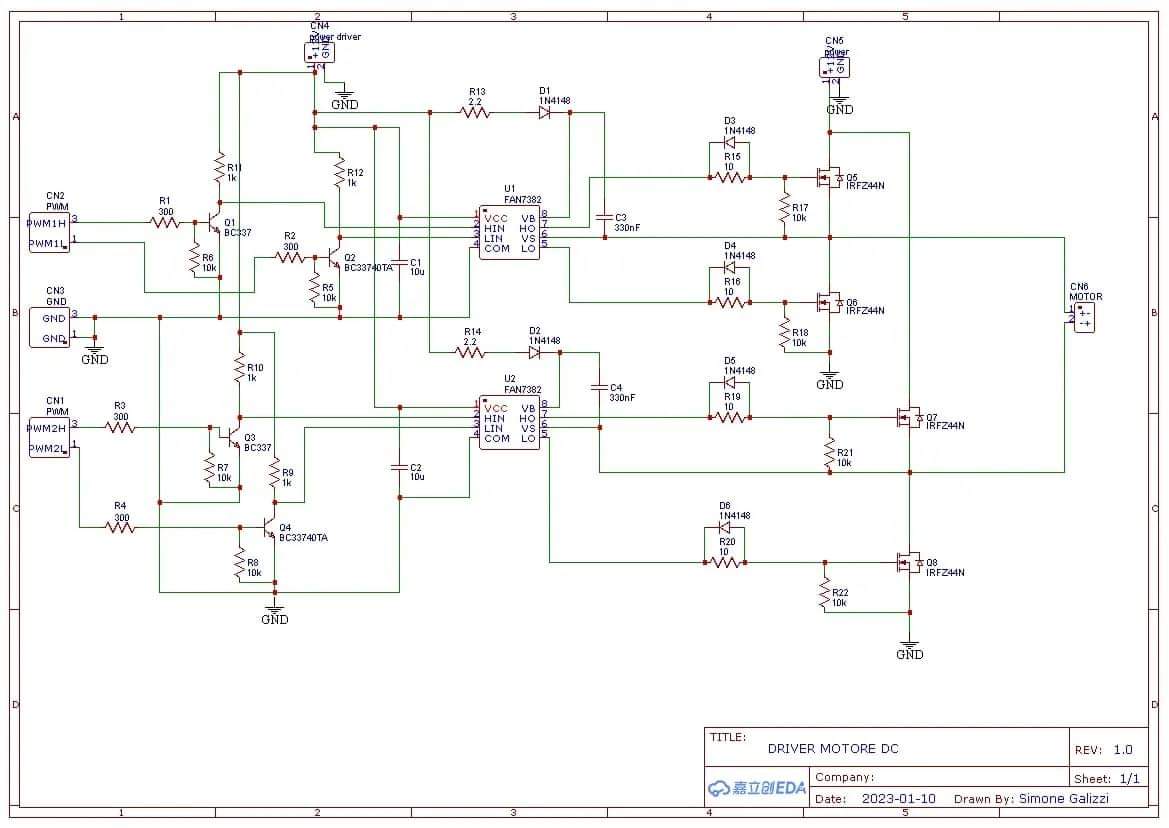 1 2 3 4 5
A
B
C
D
A
B
C
D
1 2 3 4 5
CN4
power driver
GND
1 2
GND
CN5
power
GND
1 2
GND
R13
2.2
D1
1N4148
R11
1k
R12
1k
D3
1N4148
R15
10
Q5
IRFZ44N
R17
10k
CN2
PWM
PWM1H 3
PWM1L 1
R1
300
Q1
BC337
R6
10k
R2
300
Q2
BC33740TA
R5
10k
C1
10u
U1
FAN7382
1 VCC VB 8
2 HIN HO 7
3 LIN VS 6
4 COM LO 5
C3
330nF
D4
1N4148
R16
10
Q6
IRFZ44N
R18
10k
GND
CN6
MOTOR
1 +-
2 -+
CN3
GND
GND 3
GND 1
GND
R14
2.2
D2
1N4148
R10
1k
U2
FAN7382
1 VCC VB 8
2 HIN HO 7
3 LIN VS 6
4 COM LO 5
C4
330nF
D5
1N4148
R19
10
Q7
IRFZ44N
R21
10k
CN1
PWM
PWM2H 3
PWM2L 1
R3
300
Q3
BC337
R7
10k
R9
1k
C2
10u
R4
300
Q4
BC33740TA
R8
10k
GND
D6
1N4148
R20
10
Q8
IRFZ44N
R22
10k
GND
TITLE:
DRIVER MOTORE DC
REV: 1.0
嘉立创EDA
Company:
Sheet: 1/1
Date: 2023-01-10 Drawn By: Simone Galizzi